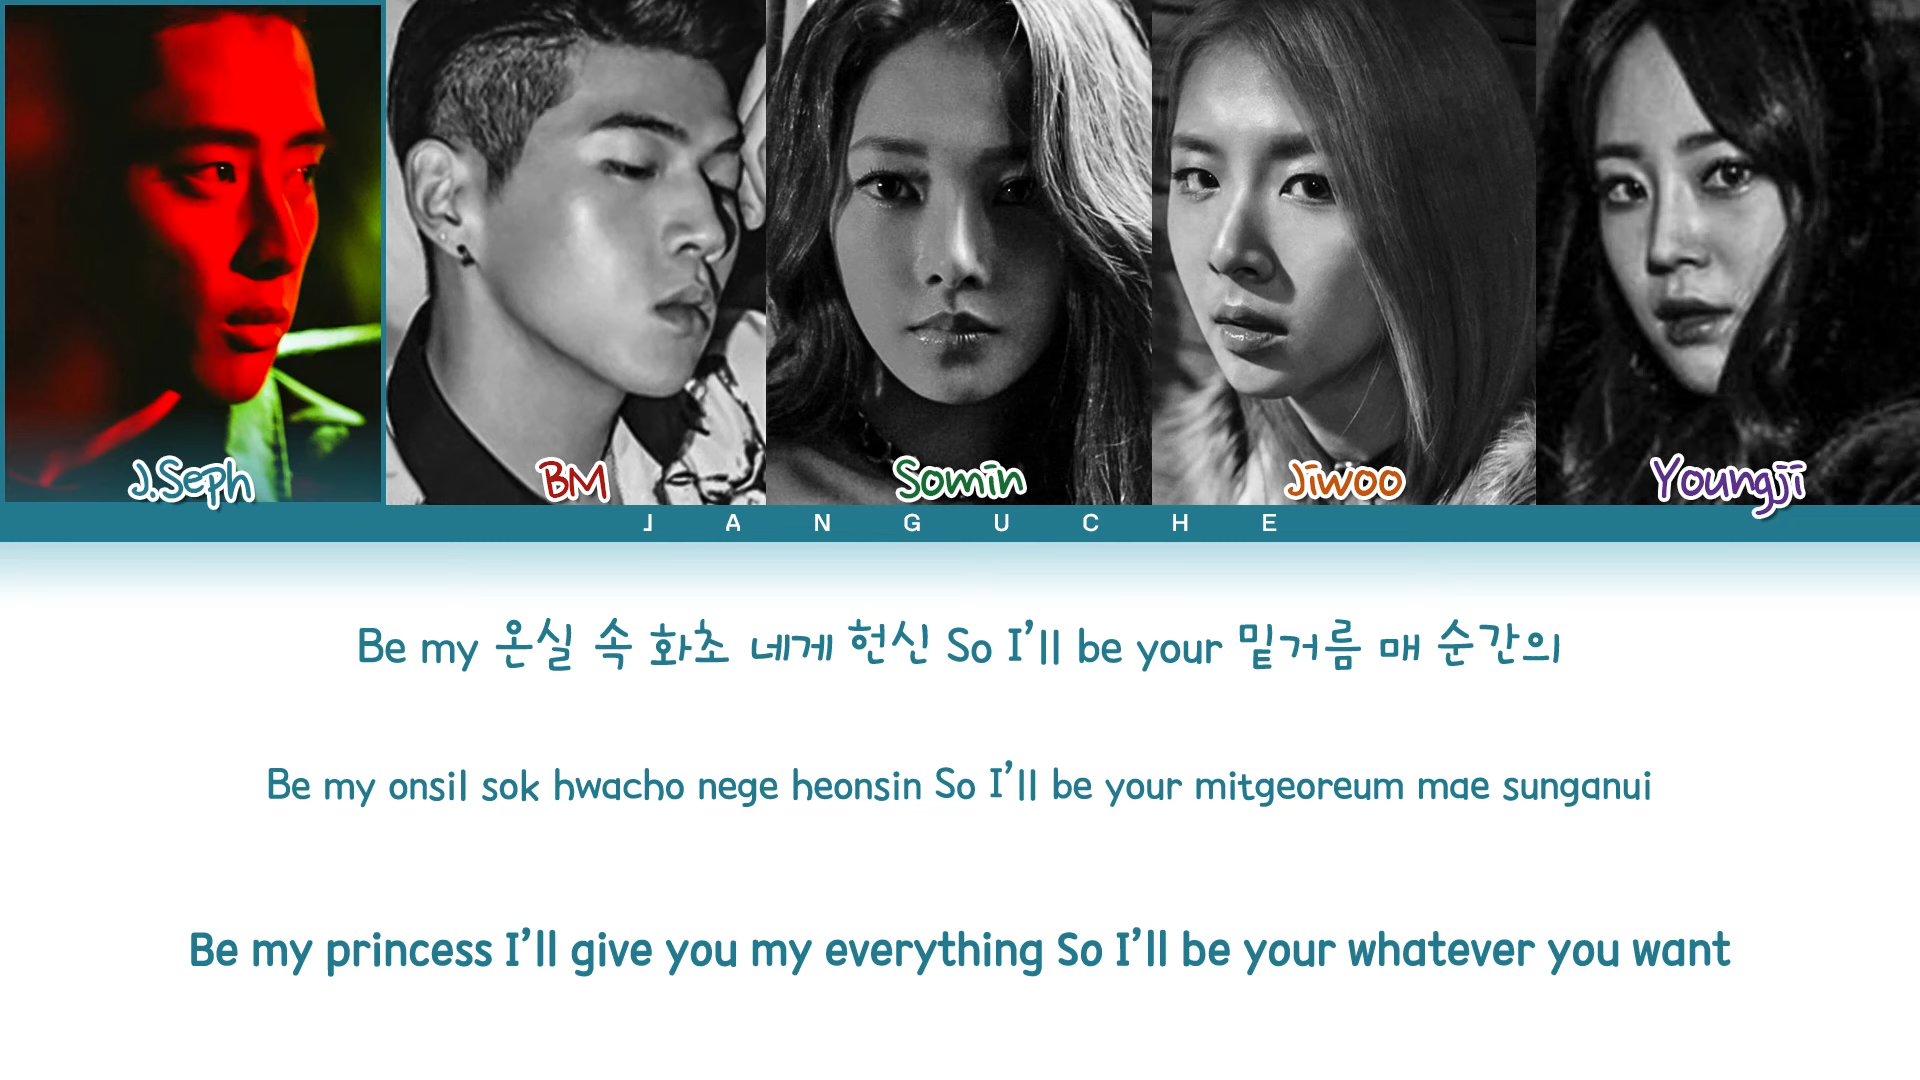 J.Seph
BM
Somin
Jiwoo
Youngji
JANGUCHE
Be my 온실 속 화초 네게 헌신 So I'll be your 밑거름 매 순간의
Be my onsil sok hwacho nege heonsin So I'll be your mitgeoreum mae sunganui
Be my princess I'll give you my everything So I'll be your whatever you want